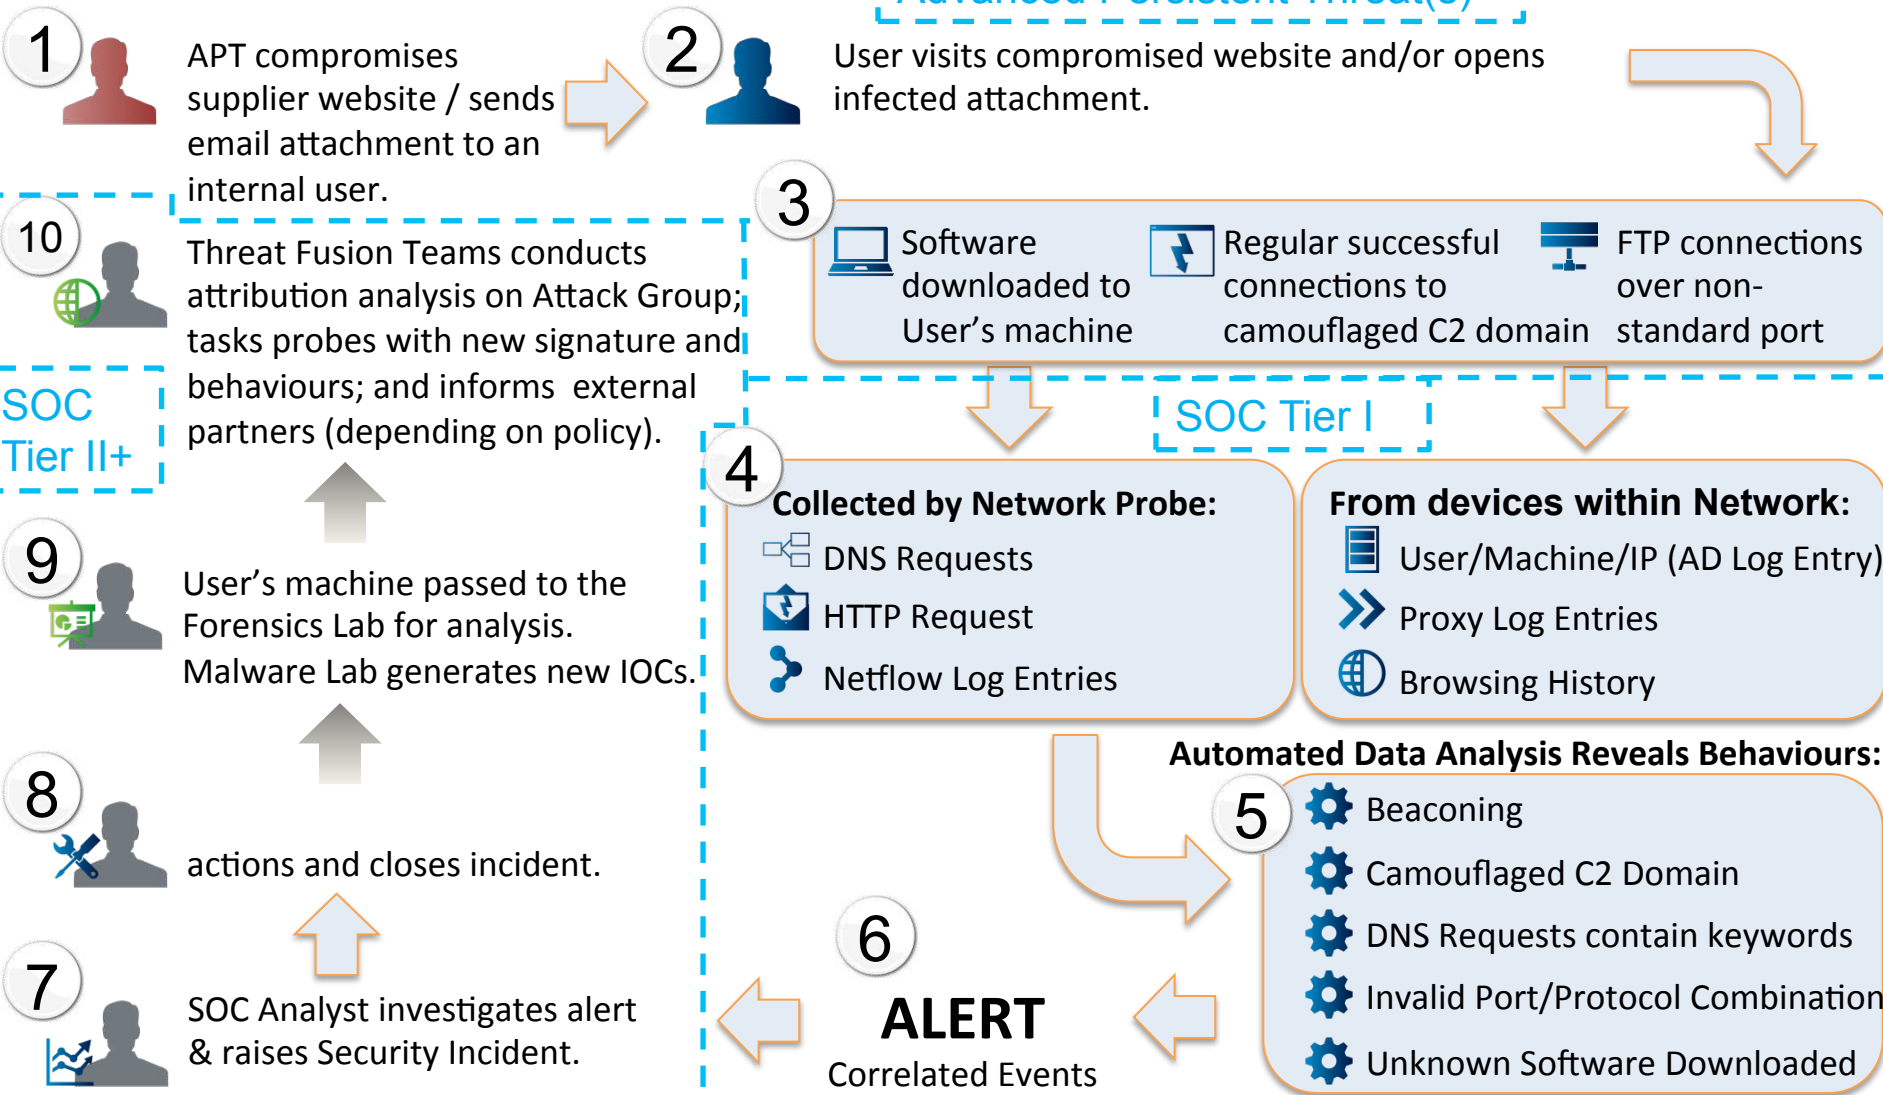 Advanced Persistent Threat(s)
1
APT compromises
supplier website / sends
email attachment to an
internal user.
2
User visits compromised website and/or opens
infected attachment.
3
Software
downloaded to
User's machine
Regular successful
connections to
camouflaged C2 domain
FTP connections
over non-
standard port
SOC Tier I
4
Collected by Network Probe:
DNS Requests
HTTP Request
Netflow Log Entries
From devices within Network:
User/Machine/IP (AD Log Entry)
Proxy Log Entries
Browsing History
Automated Data Analysis Reveals Behaviours:
5
Beaconing
Camouflaged C2 Domain
DNS Requests contain keywords
Invalid Port/Protocol Combination
Unknown Software Downloaded
6
ALERT
Correlated Events
7
SOC Analyst investigates alert
& raises Security Incident.
8
actions and closes incident.
9
User's machine passed to the
Forensics Lab for analysis.
Malware Lab generates new IOCs.
10
Threat Fusion Teams conducts
attribution analysis on Attack Group;
tasks probes with new signature and
behaviours; and informs external
partners (depending on policy).
SOC
Tier II+